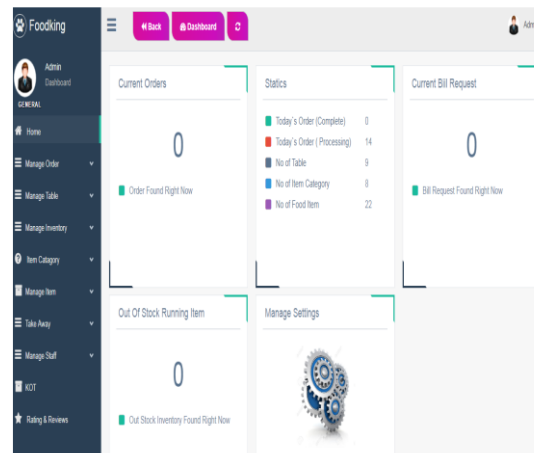 Foodking
Back
Dashboard
Adm
Admin
Dashboard
GENERAL
Home
Manage Order
Manage Table
Manage Inventory
Item Catagory
Manage Item
Take Away
Manage Staff
KOT
Rating & Reviews
Current Orders
0
Order Found Right Now
Statics
Today`s Order (Complete) 0
Today`s Order ( Processing) 14
No of Table 9
No of Item Category 8
No of Food Item 22
Current Bill Request
0
Bill Request Found Right Now
Out Of Stock Running Item
0
Out Stock Inventory Found Right Now
Manage Settings